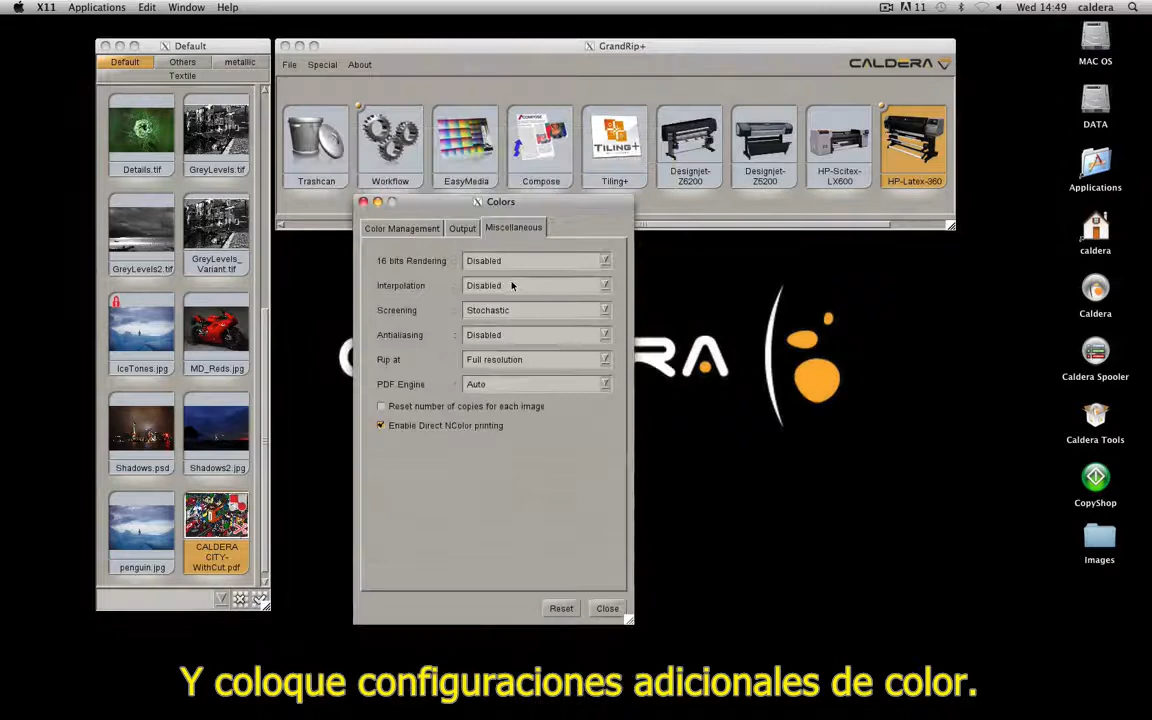 X11 Applications Edit Window Help
11 Wed 14:49 caldera
Default
Default Others metallic
Textile
Details.tif GreyLevels.tif
GreyLevels2.tif GreyLevels_
Variant.tif
IceTones.jpg MD_Reds.jpg
Shadows.psd Shadows2.jpg
penguin.jpg CALDERA
CITY-
WithCut.pdf
GrandRip+
File Special About
CALDERA
COMPOSE
TILING+
Trashcan Workflow EasyMedia Compose Tiling+ Designjet-
Z6200 Designjet-
Z5200 HP-Scitex-
LX600 HP-Latex-360
Colors
Color Management Output Miscellaneous
16 bits Rendering : Disabled
Interpolation : Disabled
Screening : Stochastic
Antialiasing : Disabled
Rip at : Full resolution
PDF Engine : Auto
Reset number of copies for each image
Enable Direct NColor printing
Reset Close
MAC OS
DATA
Applications
caldera
Caldera
Caldera Spooler
Caldera Tools
CopyShop
Images
Y coloque configuraciones adicionales de color.